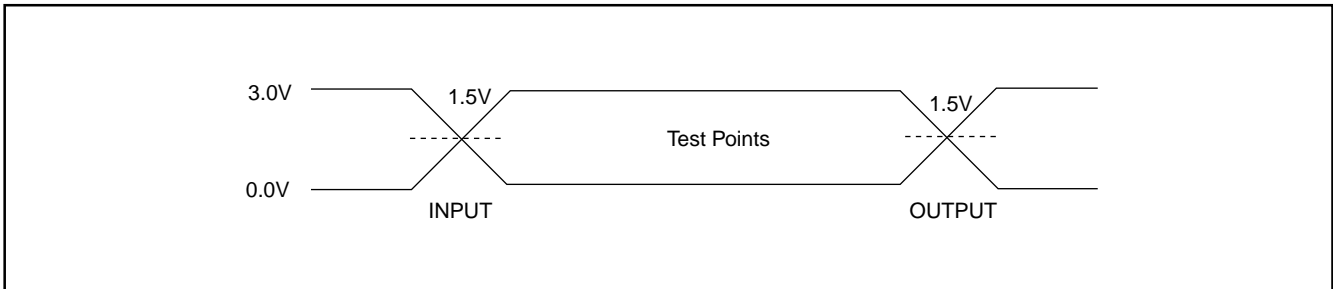 3.0V
1.5V
1.5V
Test Points
0.0V
INPUT
OUTPUT